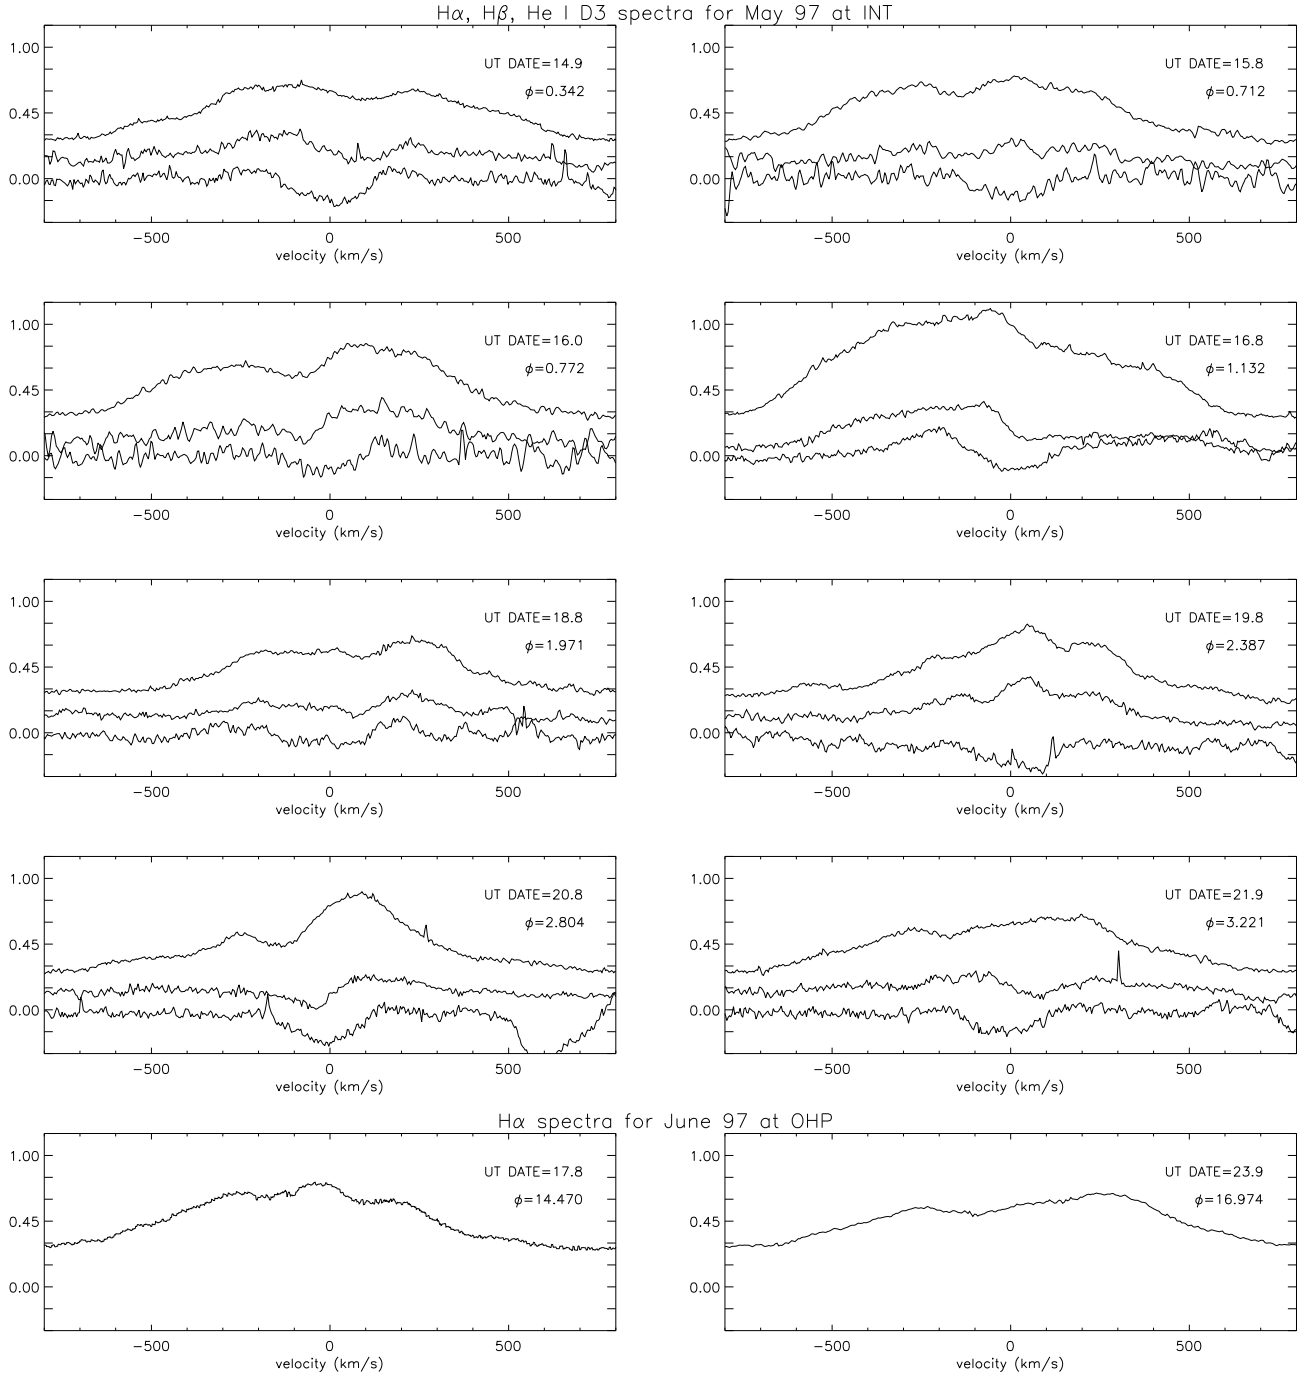 Hα, Hβ, He I D3 spectra for May 97 at INT
1.00
0.45
0.00
UT DATE=14.9
ϕ=0.342
−500
0
500
velocity (km/s)
1.00
0.45
0.00
UT DATE=15.8
ϕ=0.712
−500
0
500
velocity (km/s)
1.00
0.45
0.00
UT DATE=16.0
ϕ=0.772
−500
0
500
velocity (km/s)
1.00
0.45
0.00
UT DATE=16.8
ϕ=1.132
−500
0
500
velocity (km/s)
1.00
0.45
0.00
UT DATE=18.8
ϕ=1.971
−500
0
500
velocity (km/s)
1.00
0.45
0.00
UT DATE=19.8
ϕ=2.387
−500
0
500
velocity (km/s)
1.00
0.45
0.00
UT DATE=20.8
ϕ=2.804
−500
0
500
velocity (km/s)
1.00
0.45
0.00
UT DATE=21.9
ϕ=3.221
−500
0
500
velocity (km/s)
Hα spectra for June 97 at OHP
1.00
0.45
0.00
UT DATE=17.8
ϕ=14.470
−500
0
500
velocity (km/s)
1.00
0.45
0.00
UT DATE=23.9
ϕ=16.974
−500
0
500
velocity (km/s)